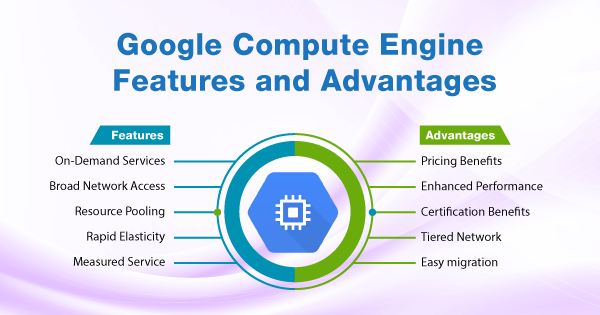 Google Compute Engine
Features and Advantages
Features
On-Demand Services
Broad Network Access
Resource Pooling
Rapid Elasticity
Measured Service
Advantages
Pricing Benefits
Enhanced Performance
Certification Benefits
Tiered Network
Easy migration